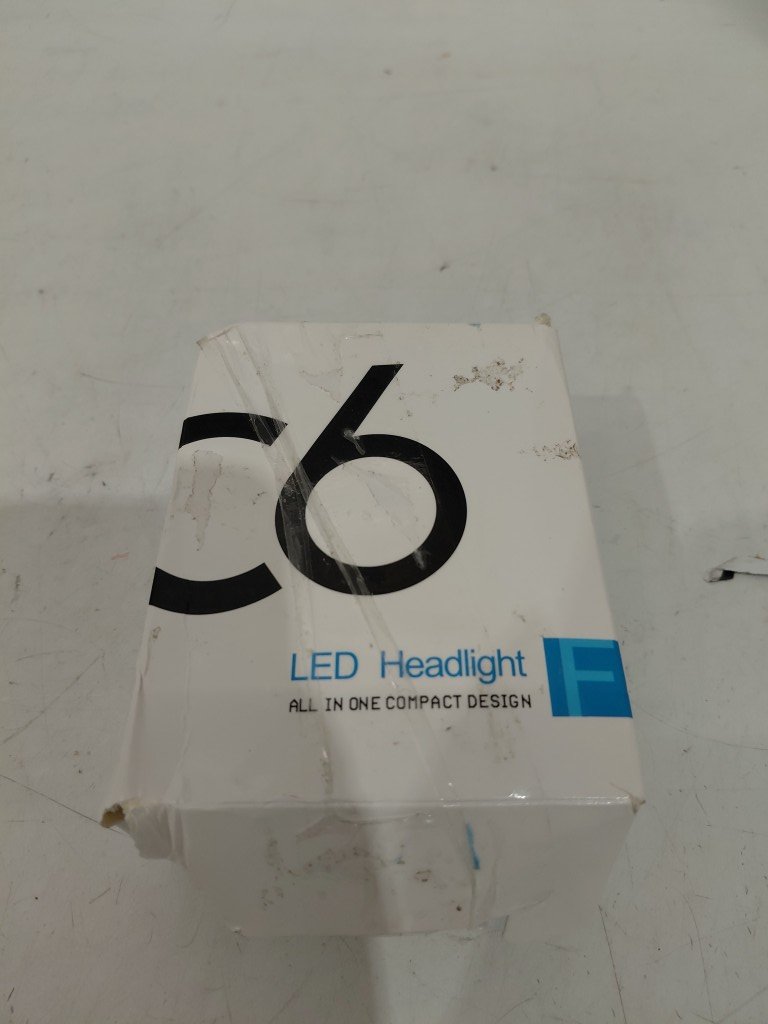 C6
LED Headlight F
ALL IN ONE COMPACT DESIGN